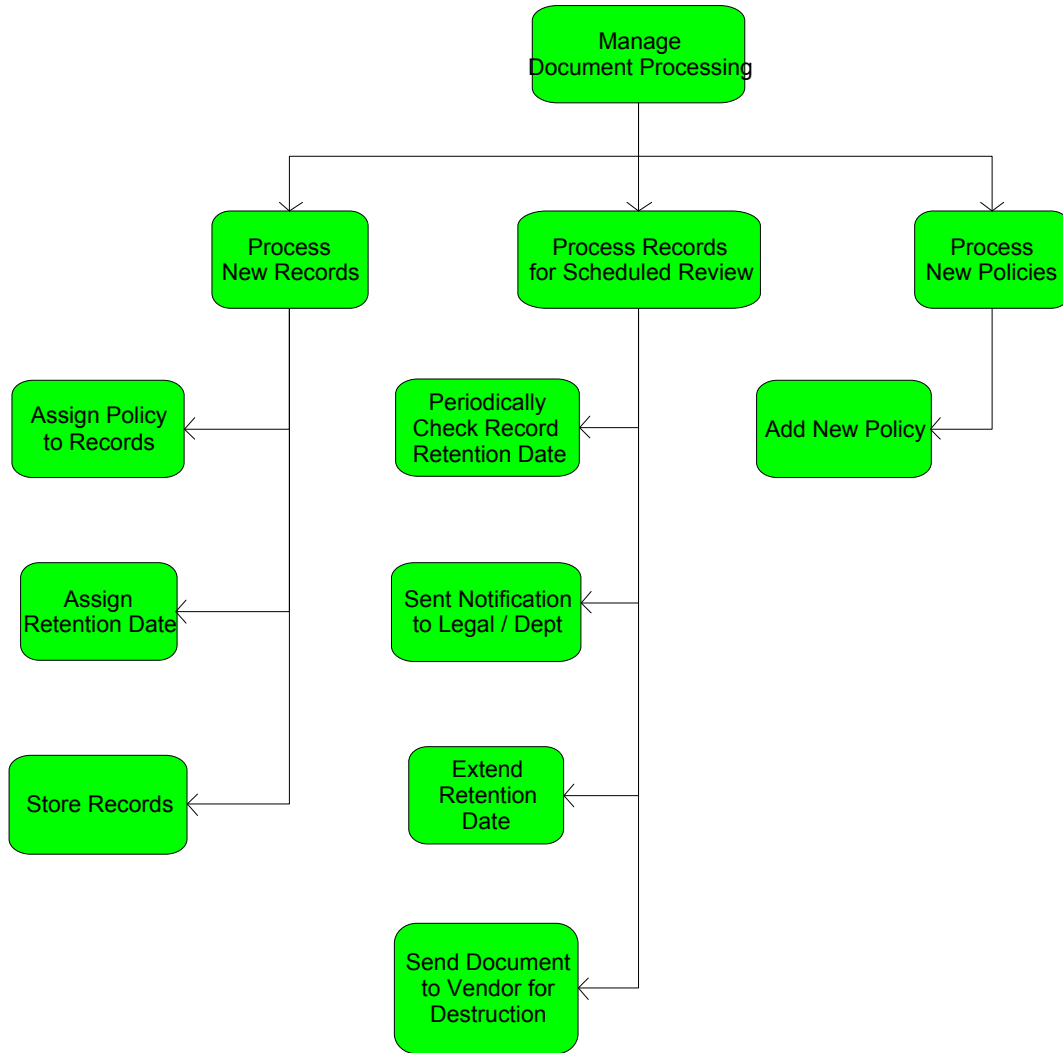 Manage
Document Processing
Process
New Records
Process Records
for Scheduled Review
Process
New Policies
Assign Policy
to Records
Periodically
Check Record
Retention Date
Add New Policy
Assign
Retention Date
Sent Notification
to Legal / Dept
Store Records
Extend
Retention
Date
Send Document
to Vendor for
Destruction